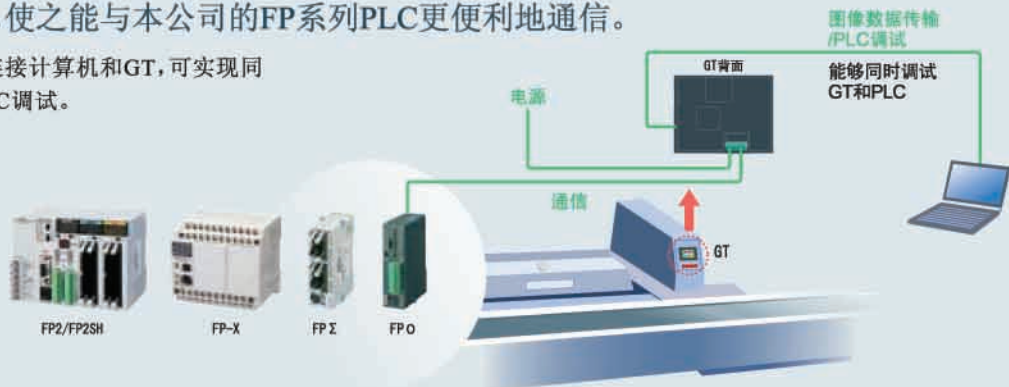 使之能与本公司的FP系列PLC更便利地通信。
连接计算机和GT,可实现同
C调试。
图像数据传输
/PLC调试
能够同时调试
GT和PLC
GT背面
电源
通信
GT
FP2/FP2SH
FP-X
FPΣ
FPO